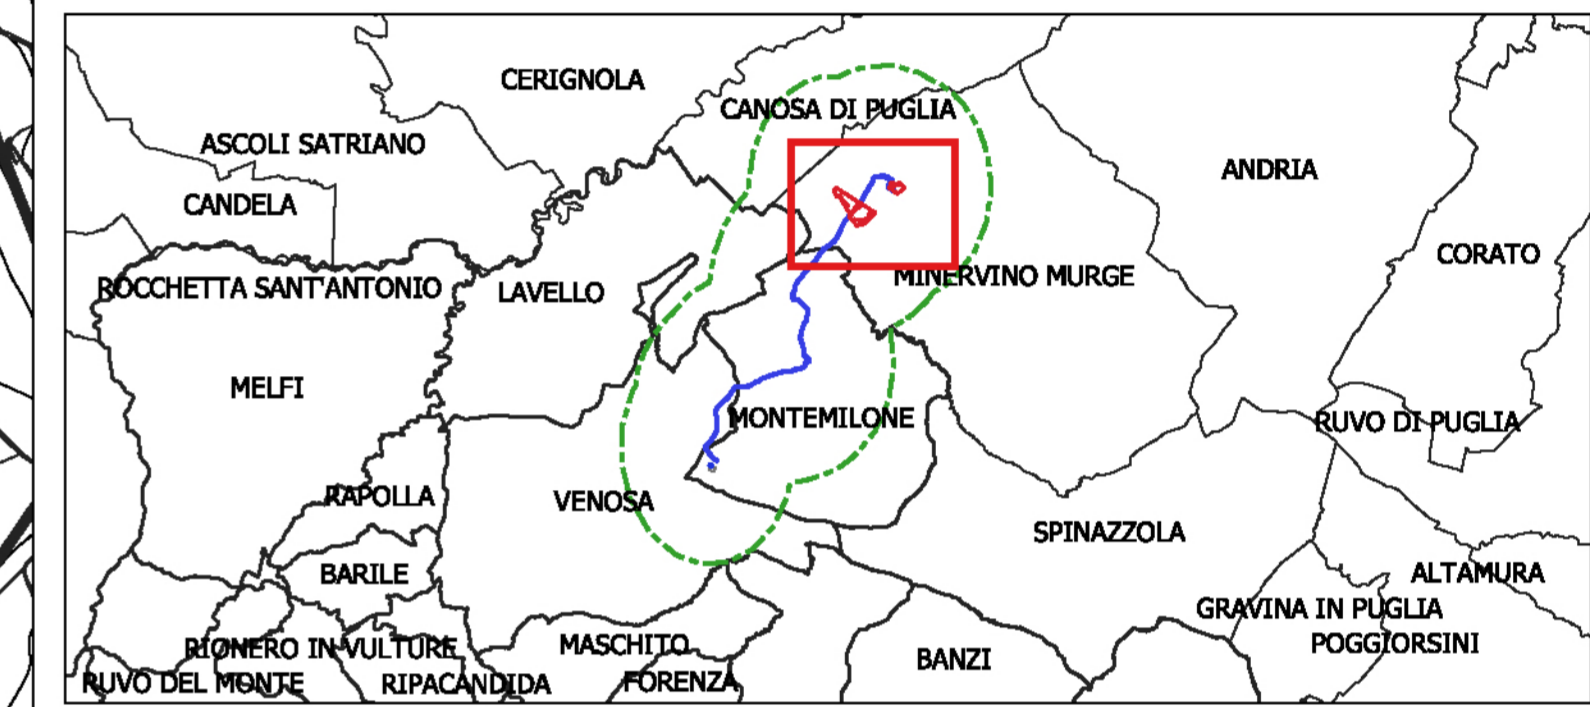 CERIGNOLA
CANOSA DI PUGLIA
ASCOLI SATRIANO
ANDRIA
CANDELA
CORATO
MINERVINO MURGE
ROCCHETTA SANT'ANTONIO
LAVELLO
MELFI
MONTEMILONE
RUVO DI PUGLIA
RAPOLLA
VENOSA
SPINAZZOLA
BARILE
ALTAMURA
GRAVINA IN PUGLIA
RIONERO IN VULTURE
MASCHITO
POGGIORSINI
BANZI
RUVO DEL MONTE
RIPACANDIDA
FORENZA